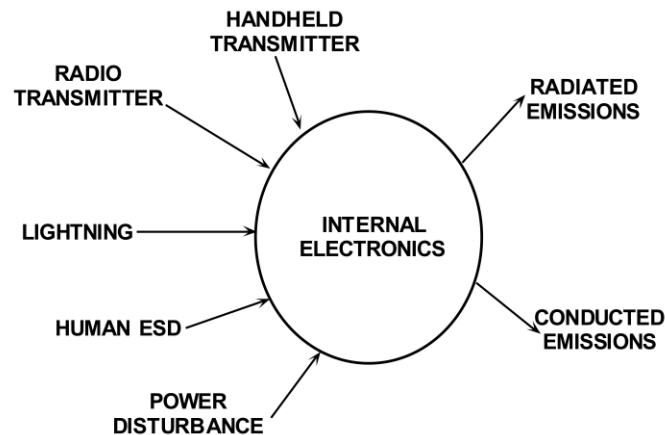 HANDHELD
TRANSMITTER
RADIO
TRANSMITTER
RADIATED
EMISSIONS
LIGHTNING
INTERNAL
ELECTRONICS
HUMAN ESD
CONDUCTED
EMISSIONS
POWER
DISTURBANCE